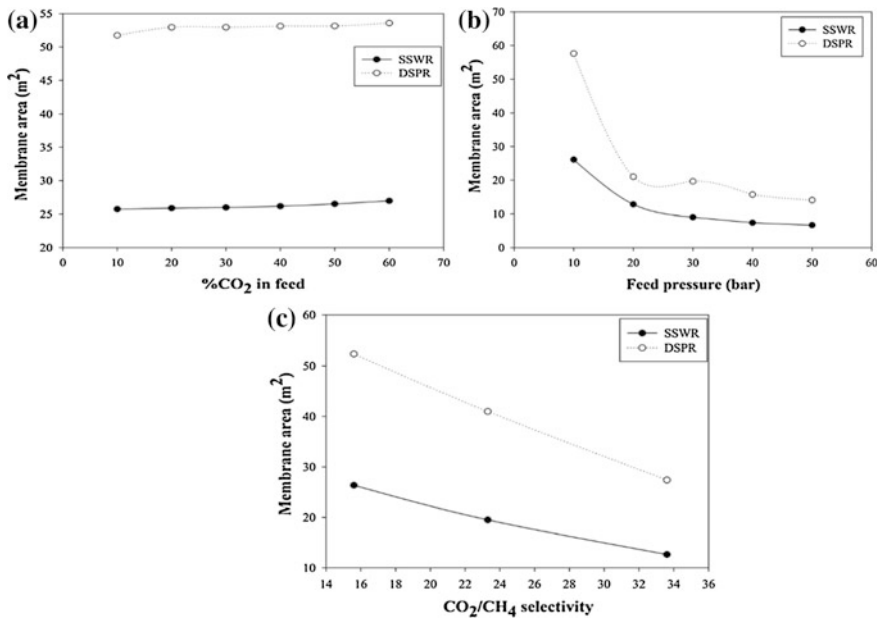 (a)
55
50
45
40
35
30
25
20
Membrane area (m²)
0 10 20 30 40 50 60 70
%CO₂ in feed
SSWR
DSPR
(b)
70
60
50
40
30
20
10
0
Membrane area (m²)
0 10 20 30 40 50 60
Feed pressure (bar)
SSWR
DSPR
(c)
60
50
40
30
20
10
Membrane area (m²)
14 16 18 20 22 24 26 28 30 32 34 36
CO₂/CH₄ selectivity
SSWR
DSPR